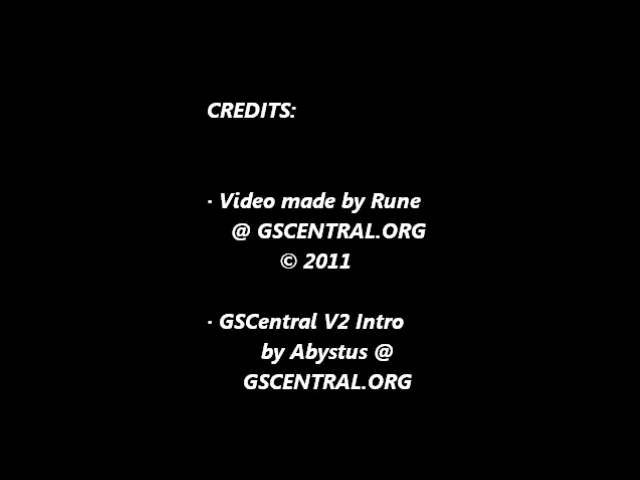 CREDITS:
· Video made by Rune
@ GSCENTRAL.ORG
© 2011
· GSCentral V2 Intro
by Abystus @
GSCENTRAL.ORG